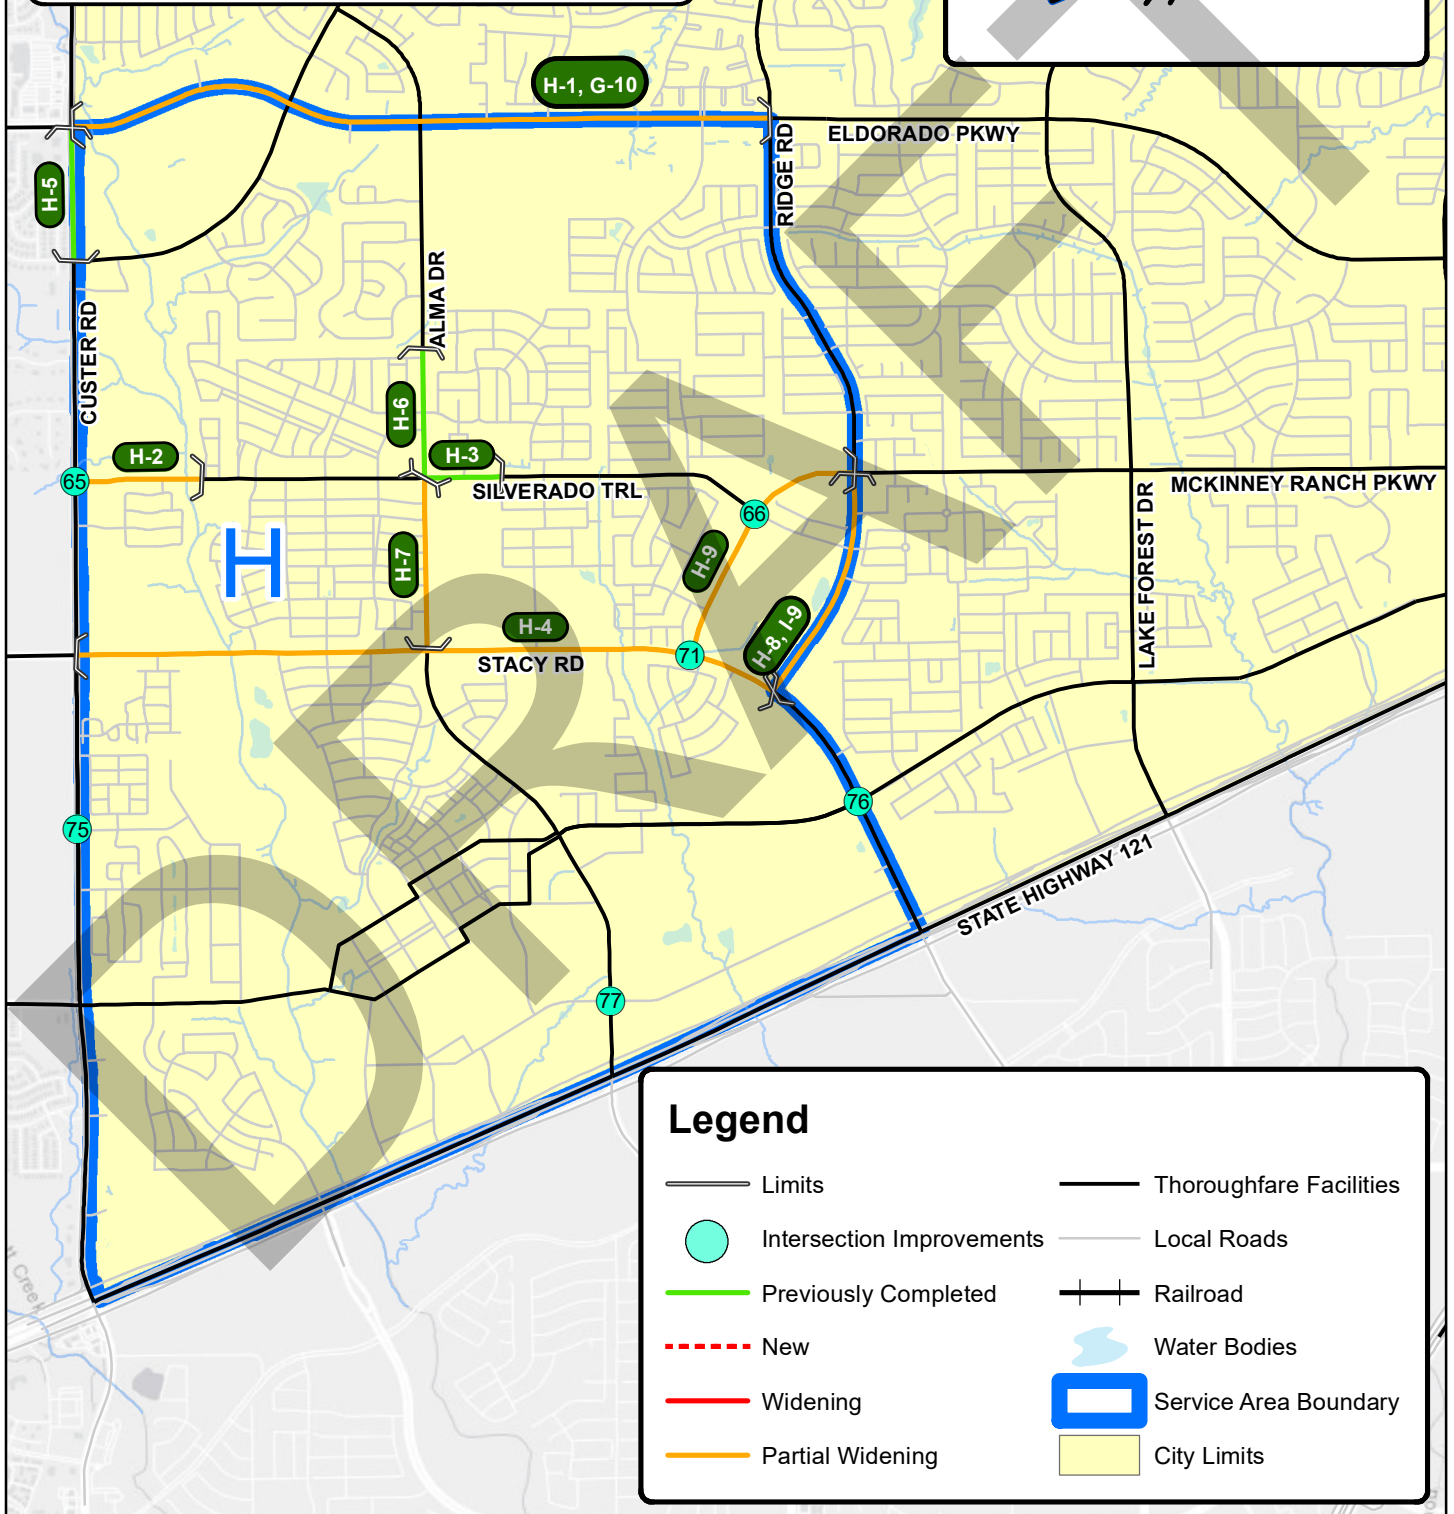 H-1, G-10
ELDORADO PKWY
RIDGE RD
H-5
ALMA DR
CUSTER RD
H-6
H-2
H-3
65
SILVERADO TRL
MCKINNEY RANCH PKWY
66
LAKE FOREST DR
H
H-7
H-9
H-4
H-8, I-9
STACY RD
71
76
75
STATE HIGHWAY 121
77
DRAFT
Creek
Legend
Limits
Thoroughfare Facilities
Intersection Improvements
Local Roads
Previously Completed
Railroad
New
Water Bodies
Widening
Service Area Boundary
Partial Widening
City Limits